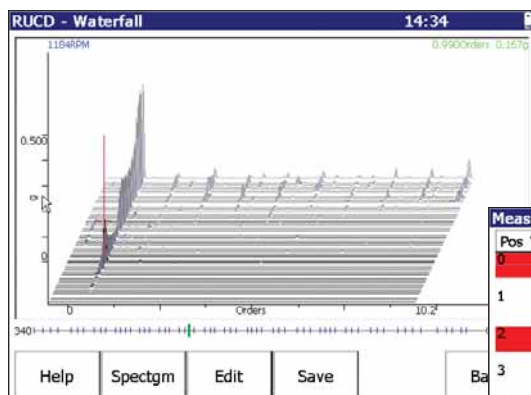 RUCD - Waterfall 14:34
1184RPM 0.990Orders 0.167g
0.500
g
0
0 Orders 10.2
340
Help Spectgm Edit Save Ba
Meas
Pos
0
1
2
3